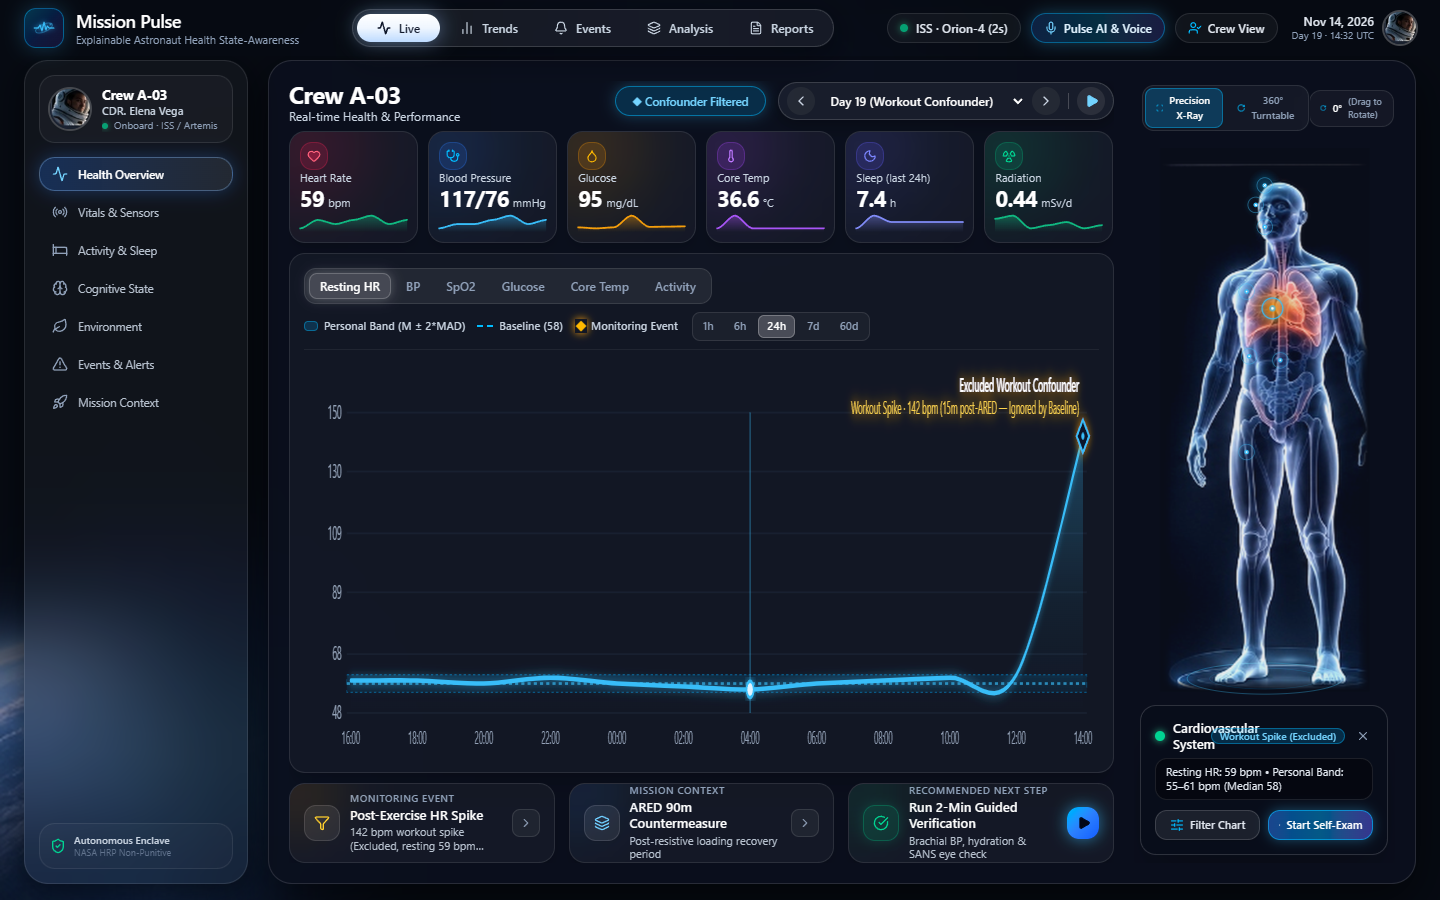 Mission Pulse
Explainable Astronaut Health State-Awareness
Live
Trends
Events
Analysis
Reports
ISS · Orion-4 (2s)
Pulse AI & Voice
Crew View
Nov 14, 2026
Day 19 · 14:32 UTC
Crew A-03
CDR. Elena Vega
Onboard · ISS / Artemis
Health Overview
Vitals & Sensors
Activity & Sleep
Cognitive State
Environment
Events & Alerts
Mission Context
Autonomous Enclave
NASA HRP Non-Punitive
Crew A-03
Real-time Health & Performance
◆ Confounder Filtered
Day 19 (Workout Confounder)
Heart Rate
59 bpm
Blood Pressure
117/76 mmHg
Glucose
95 mg/dL
Core Temp
36.6 °C
Sleep (last 24h)
7.4 h
Radiation
0.44 mSv/d
Resting HR
BP
SpO2
Glucose
Core Temp
Activity
Personal Band (M ± 2*MAD)
Baseline (58)
Monitoring Event
1h
6h
24h
7d
60d
Excluded Workout Confounder
Workout Spike · 142 bpm (15m post-ARED — Ignored by Baseline)
150
130
109
89
68
48
16:00
18:00
20:00
22:00
00:00
02:00
04:00
06:00
08:00
10:00
12:00
14:00
MONITORING EVENT
Post-Exercise HR Spike
142 bpm workout spike
(Excluded, resting 59 bpm...
MISSION CONTEXT
ARED 90m
Countermeasure
Post-resistive loading recovery
period
RECOMMENDED NEXT STEP
Run 2-Min Guided
Verification
Brachial BP, hydration &
SANS eye check
Precision
X-Ray
360°
Turntable
0°
(Drag to
Rotate)
Cardiovascular
System
Workout Spike (Excluded)
Resting HR: 59 bpm • Personal Band:
55–61 bpm (Median 58)
Filter Chart
Start Self-Exam